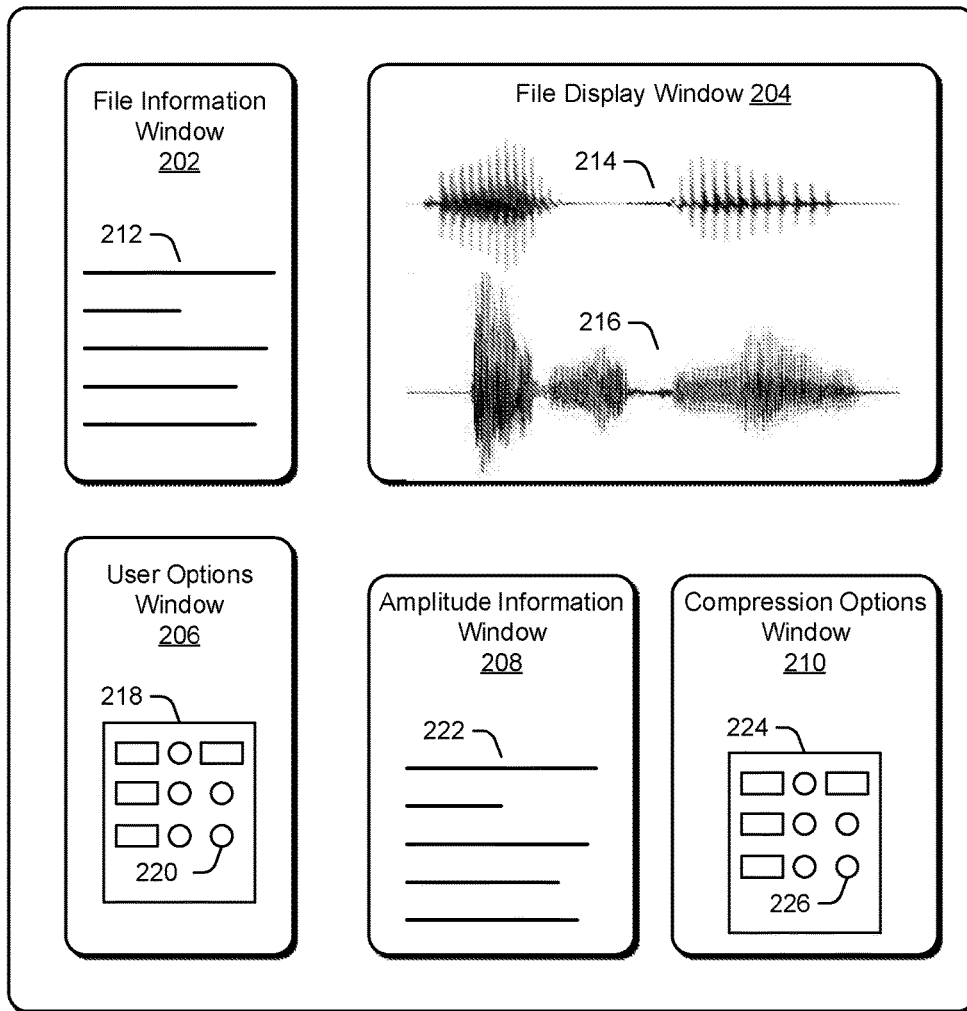 File Information
Window
202
212
File Display Window 204
214
216
User Options
Window
206
218
220
Amplitude Information
Window
208
222
Compression Options
Window
210
224
226